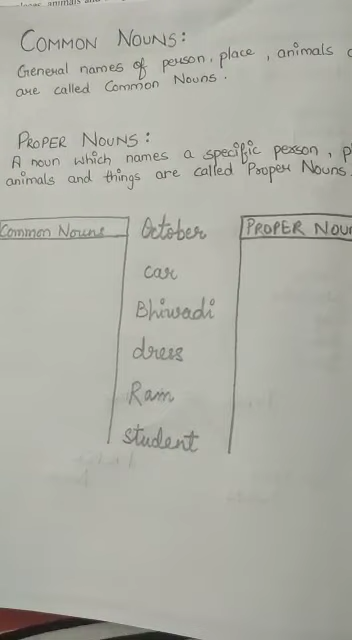 COMMON NOUNS:
General names of person, place, animals
are called Common Nouns.
PROPER NOUNS:
A noun which names a specific person,
animals and things are called Proper Nouns.
Common Nouns
October
PROPER NOUN
car
Bhiwadi
dress
Ram
student